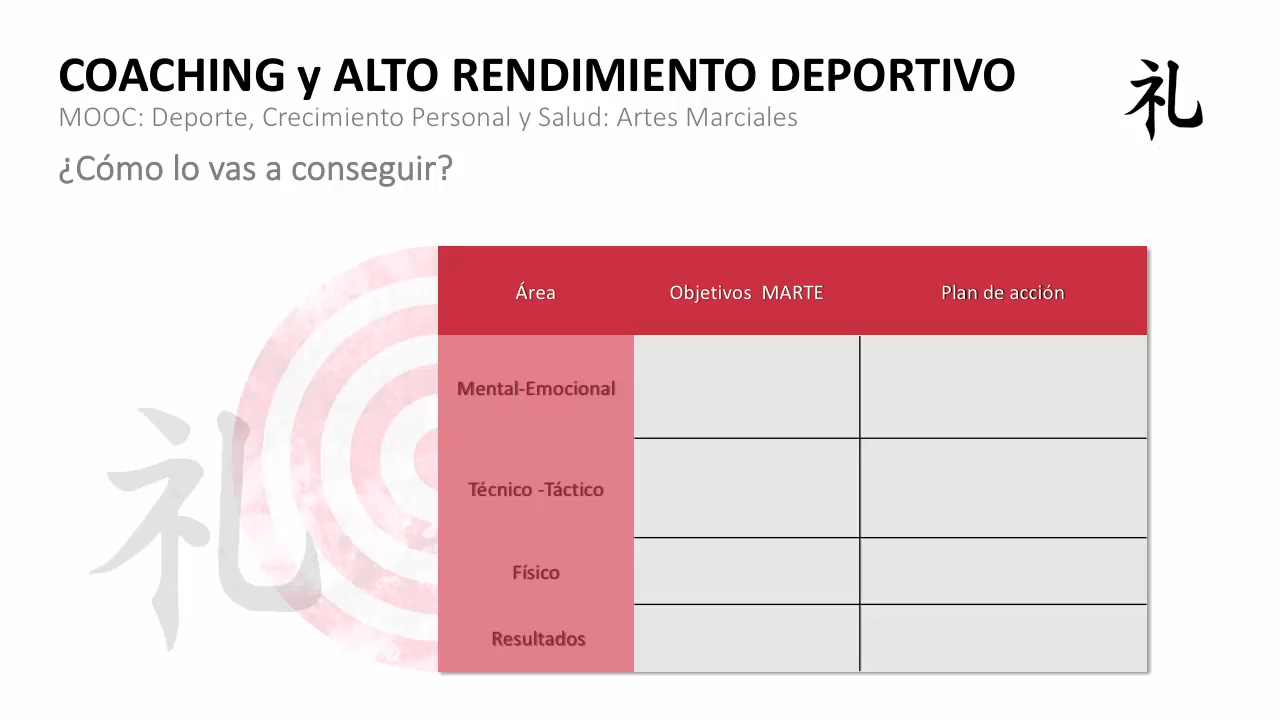 COACHING y ALTO RENDIMIENTO DEPORTIVO
礼
MOOC: Deporte, Crecimiento Personal y Salud: Artes Marciales
¿Cómo lo vas a conseguir?
Área Objetivos MARTE Plan de acción
Mental-Emocional
Técnico -Táctico
Físico
Resultados
礼